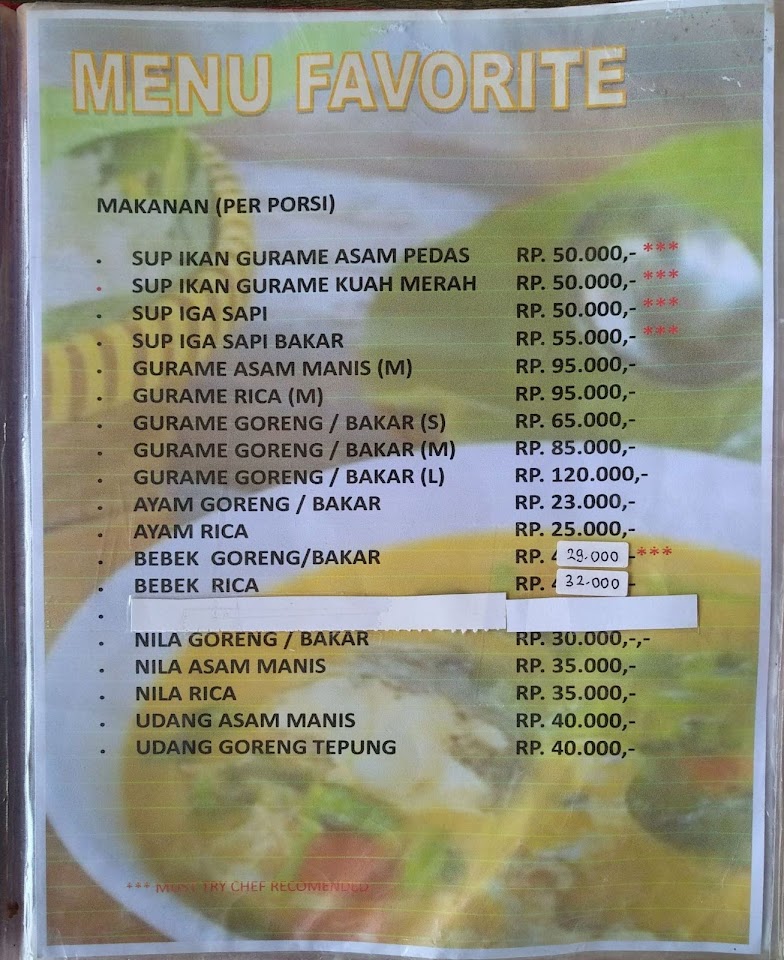 MENU FAVORITE
MAKANAN (PER PORSI)
• SUP IKAN GURAME ASAM PEDAS RP. 50.000,- ***
• SUP IKAN GURAME KUAH MERAH RP. 50.000,- ***
• SUP IGA SAPI RP. 50.000,- ***
• SUP IGA SAPI BAKAR RP. 55.000,- ***
• GURAME ASAM MANIS (M) RP. 95.000,-
• GURAME RICA (M) RP. 95.000,-
• GURAME GORENG / BAKAR (S) RP. 65.000,-
• GURAME GORENG / BAKAR (M) RP. 85.000,-
• GURAME GORENG / BAKAR (L) RP. 120.000,-
• AYAM GORENG / BAKAR RP. 23.000,-
• AYAM RICA RP. 25.000,-
• BEBEK GORENG/BAKAR RP. 29.000 -***
• BEBEK RICA RP. 32.000 -
•
• NILA GORENG / BAKAR RP. 30.000,-,-
• NILA ASAM MANIS RP. 35.000,-
• NILA RICA RP. 35.000,-
• UDANG ASAM MANIS RP. 40.000,-
• UDANG GORENG TEPUNG RP. 40.000,-
*** MUST TRY CHEF RECOMENDED